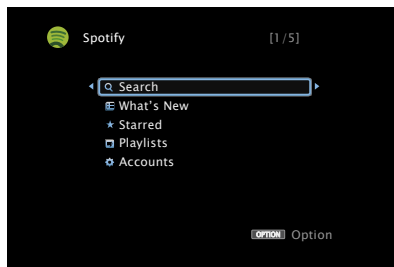 Spotify [1/5]
Search
What's New
Starred
Playlists
Accounts
OPTION Option